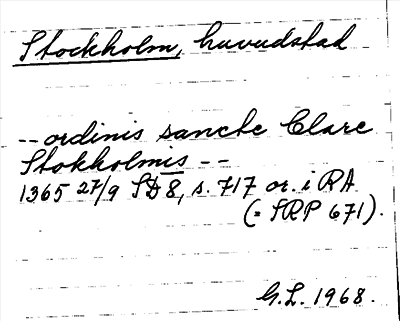 Stockholm, huvudstad
-- ordinis sancte Clare
Stokholmis --
1365 27/9 SD 8, s. 717 or. i RA
(= SRP 671).
G.L. 1968.